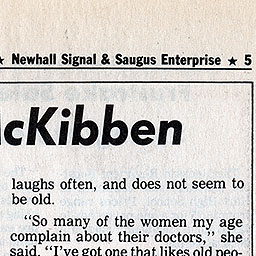 ★ Newhall Signal & Saugus Enterprise ★ 5
cKibben
laughs often, and does not seem to
be old.
"So many of the women my age
complain about their doctors," she
said. "I've got one that likes old peo-